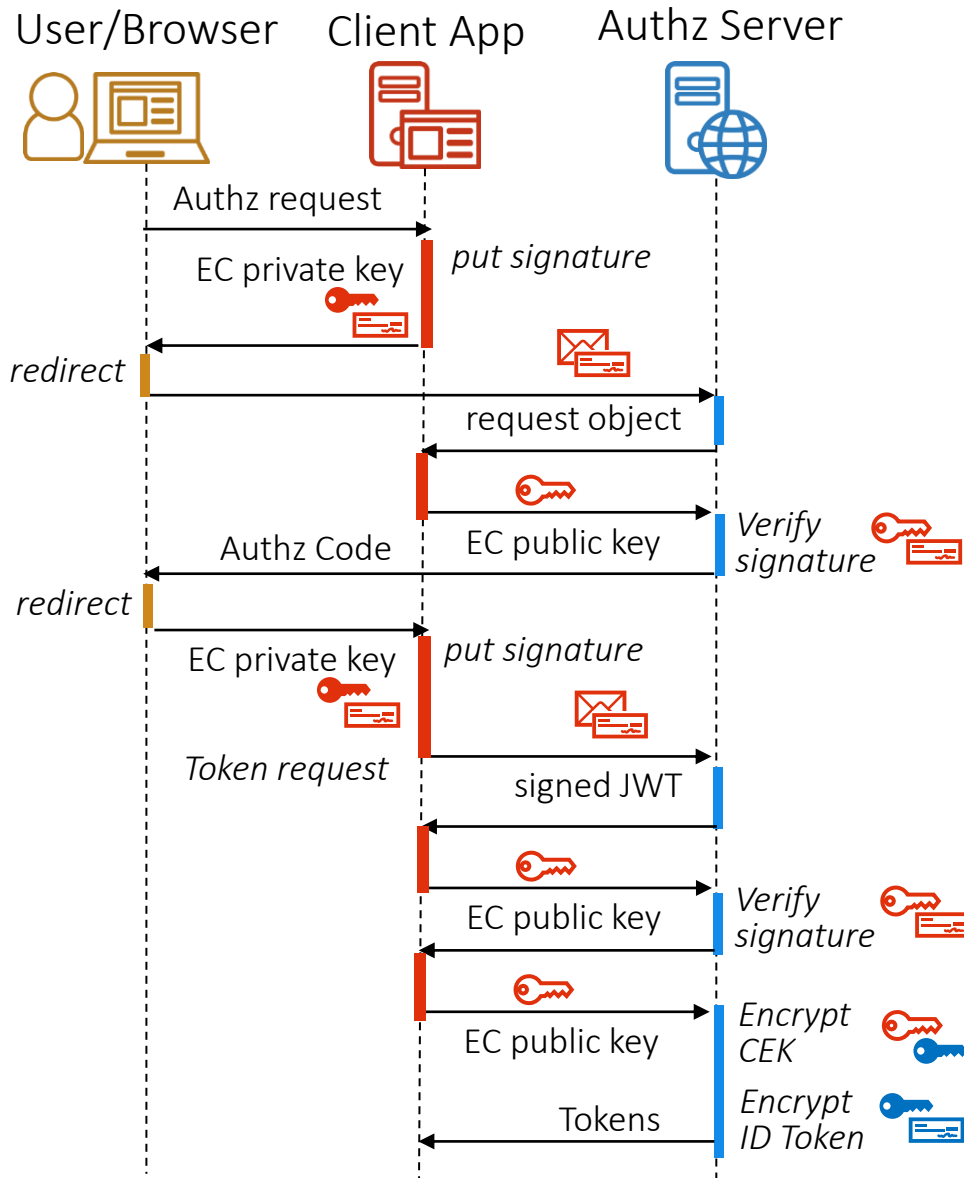 User/Browser
Client App
Authz Server
Authz request
EC private key
put signature
redirect
request object
EC public key
Verify
signature
Authz Code
redirect
EC private key
put signature
Token request
signed JWT
EC public key
Verify
signature
EC public key
Encrypt
CEK
Tokens
Encrypt
ID Token